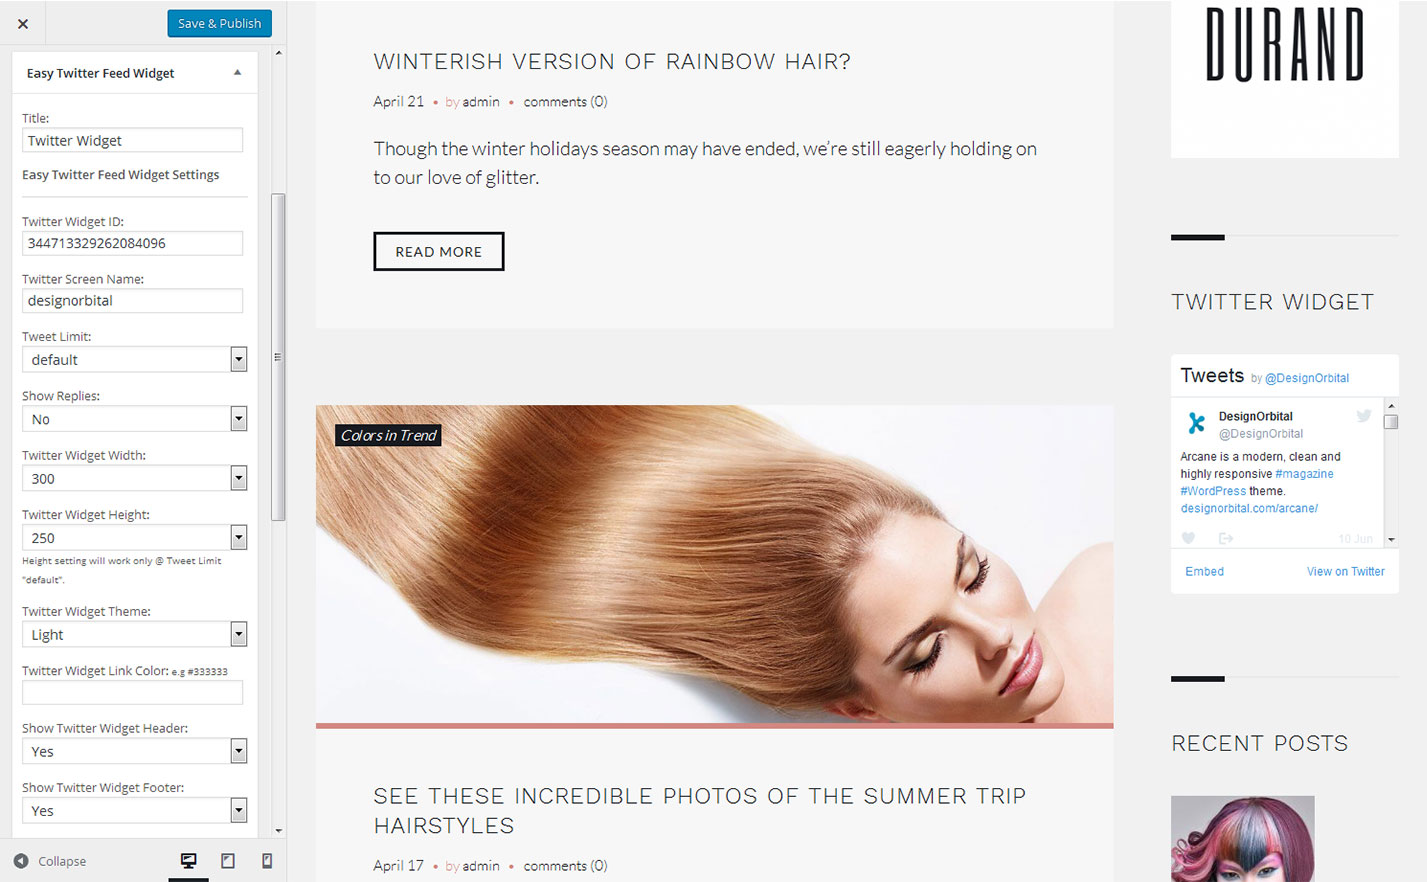 Save & Publish
Easy Twitter Feed Widget
Title:
Twitter Widget
Easy Twitter Feed Widget Settings
Twitter Widget ID:
344713329262084096
Twitter Screen Name:
designorbital
Tweet Limit:
default
Show Replies:
No
Twitter Widget Width:
300
Twitter Widget Height:
250
Height setting will work only @ Tweet Limit
"default".
Twitter Widget Theme:
Light
Twitter Widget Link Color: e.g #333333
Show Twitter Widget Header:
Yes
Show Twitter Widget Footer:
Yes
Collapse
WINTERISH VERSION OF RAINBOW HAIR?
April 21 • by admin • comments (0)
Though the winter holidays season may have ended, we’re still eagerly holding on
to our love of glitter.
READ MORE
Colors in Trend
SEE THESE INCREDIBLE PHOTOS OF THE SUMMER TRIP
HAIRSTYLES
April 17 • by admin • comments (0)
DURAND
TWITTER WIDGET
Tweets by @DesignOrbital
DesignOrbital
@DesignOrbital
Arcane is a modern, clean and
highly responsive #magazine
#WordPress theme.
designorbital.com/arcane/
10 Jun
Embed
View on Twitter
RECENT POSTS